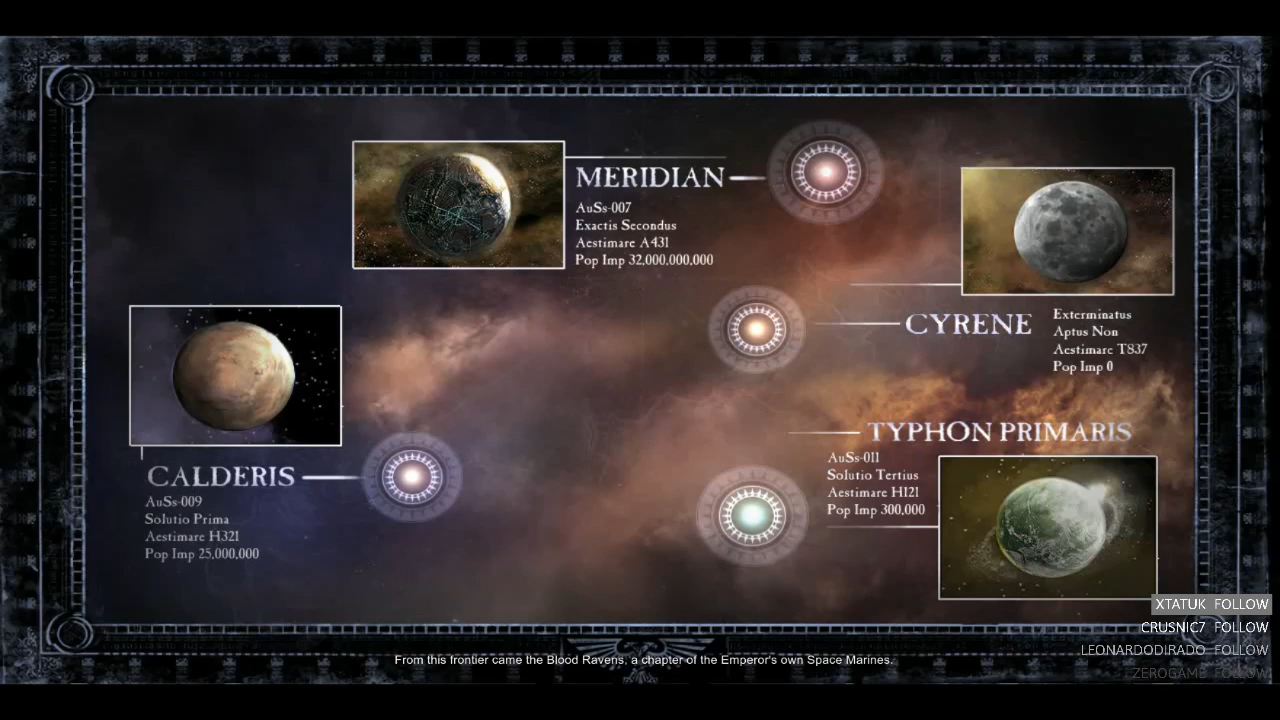 MERIDIAN
AuSs-007
Exactis Secondus
Aestimare A431
Pop Imp 32,000,000,000
CYRENE
Exterminatus
Aptus Non
Aestimare T837
Pop Imp 0
TYPHON PRIMARIS
AuSs-011
Solutio Tertius
Aestimare H121
Pop Imp 300,000
CALDERIS
AuSs-009
Solutio Prima
Aestimare H321
Pop Imp 25,000,000
XTATUK FOLLOW
CRUSNIC7 FOLLOW
LEONARDODIRADO FOLLOW
ZEROGAME FOLLOW
From this frontier came the Blood Ravens, a chapter of the Emperor's own Space Marines.